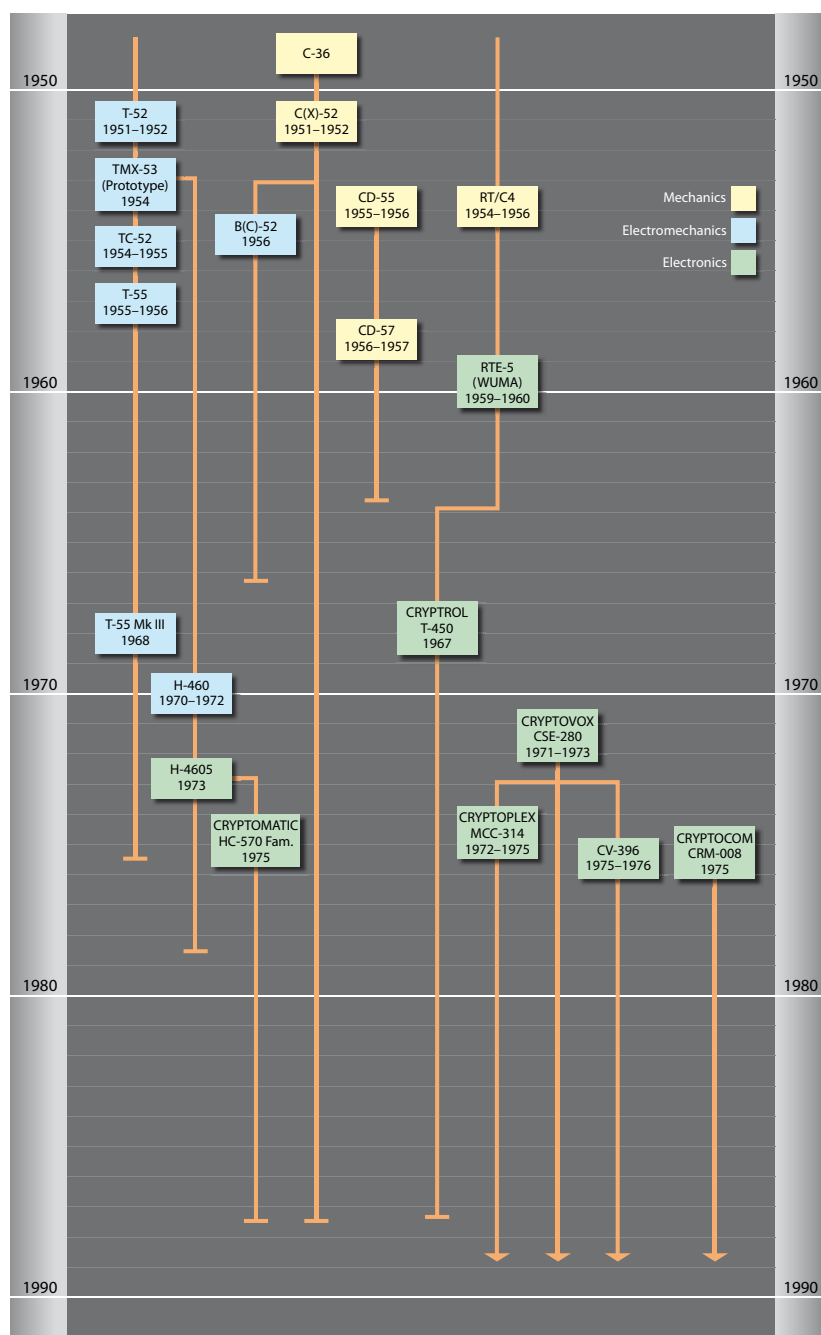 C-36
1950
1950
T-52
1951–1952
C(X)-52
1951–1952
TMX-53
(Prototype)
1954
CD-55
1955–1956
RT/C4
1954–1956
Mechanics
B(C)-52
1956
Electromechanics
TC-52
1954–1955
Electronics
T-55
1955–1956
CD-57
1956–1957
RTE-5
(WUMA)
1959–1960
1960
1960
CRYPTROL
T-450
1967
T-55 Mk III
1968
H-460
1970–1972
1970
1970
CRYPTOVOX
CSE-280
1971–1973
H-4605
1973
CRYPTOPLEX
MCC-314
1972–1975
CRYPTOMATIC
HC-570 Fam.
1975
CV-396
1975–1976
CRYPTOCOM
CRM-008
1975
1980
1980
1990
1990